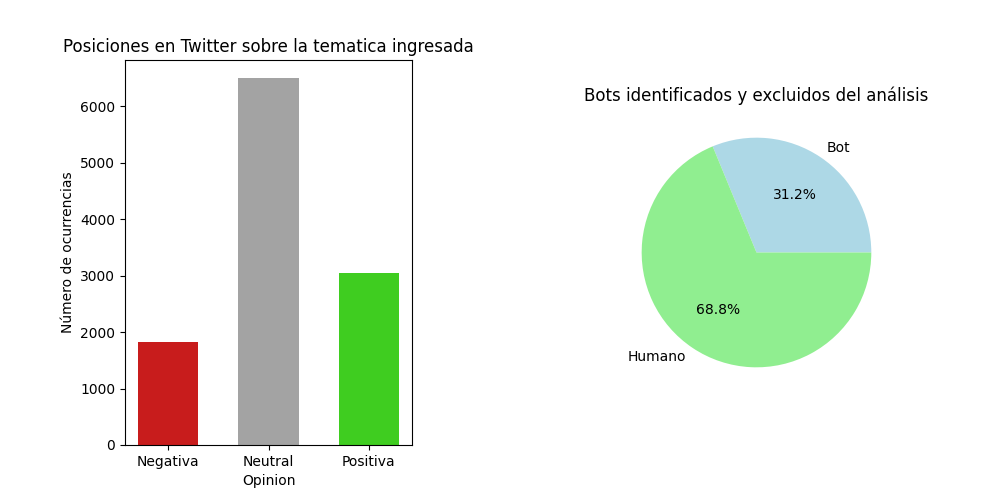 Posiciones en Twitter sobre la tematica ingresada
Número de ocurrencias
6000
5000
4000
3000
2000
1000
0
Negativa
Neutral
Positiva
Opinion
Bots identificados y excluidos del análisis
Bot
31.2%
68.8%
Humano